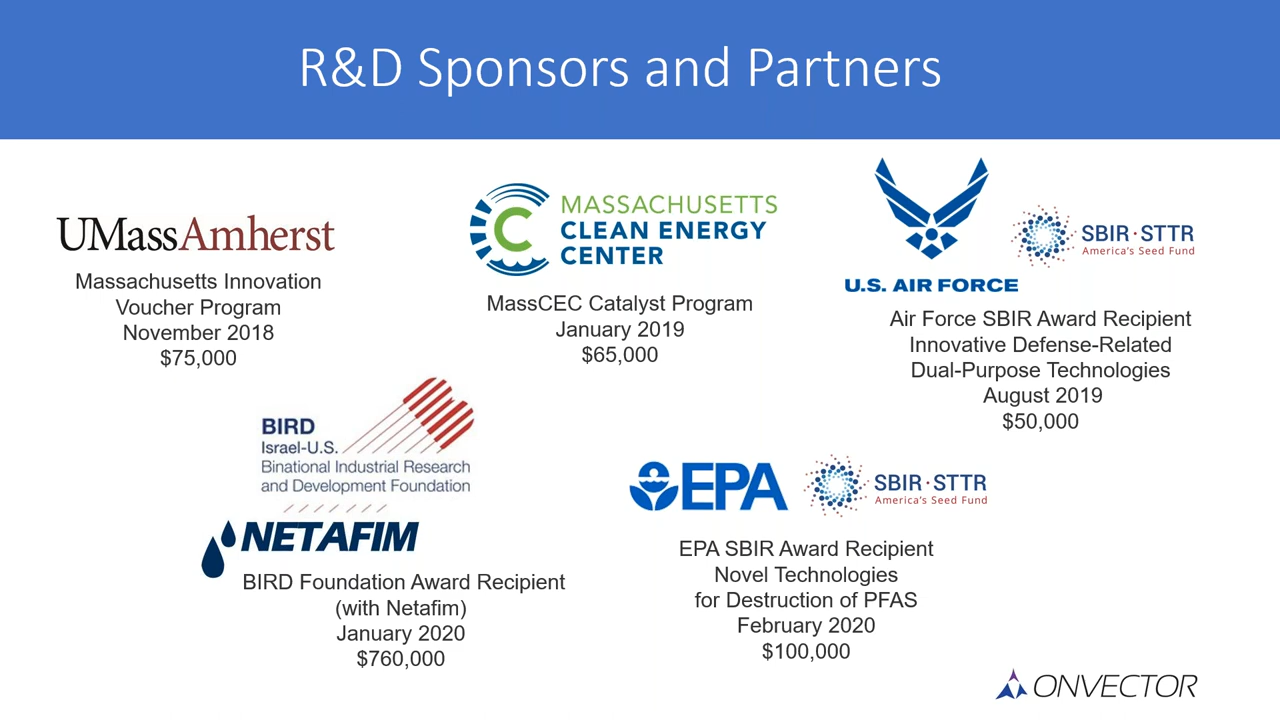 R&D Sponsors and Partners
UMassAmherst
Massachusetts Innovation
Voucher Program
November 2018
$75,000
C
MASSACHUSETTS
CLEAN ENERGY
CENTER
MassCEC Catalyst Program
January 2019
$65,000
U.S. AIR FORCE
SBIR·STTR
America's Seed Fund
Air Force SBIR Award Recipient
Innovative Defense-Related
Dual-Purpose Technologies
August 2019
$50,000
BIRD
Israel-U.S.
Binational Industrial Research
and Development Foundation
NETAFIM
BIRD Foundation Award Recipient
(with Netafim)
January 2020
$760,000
EPA
SBIR·STTR
America's Seed Fund
EPA SBIR Award Recipient
Novel Technologies
for Destruction of PFAS
February 2020
$100,000
ONVECTOR